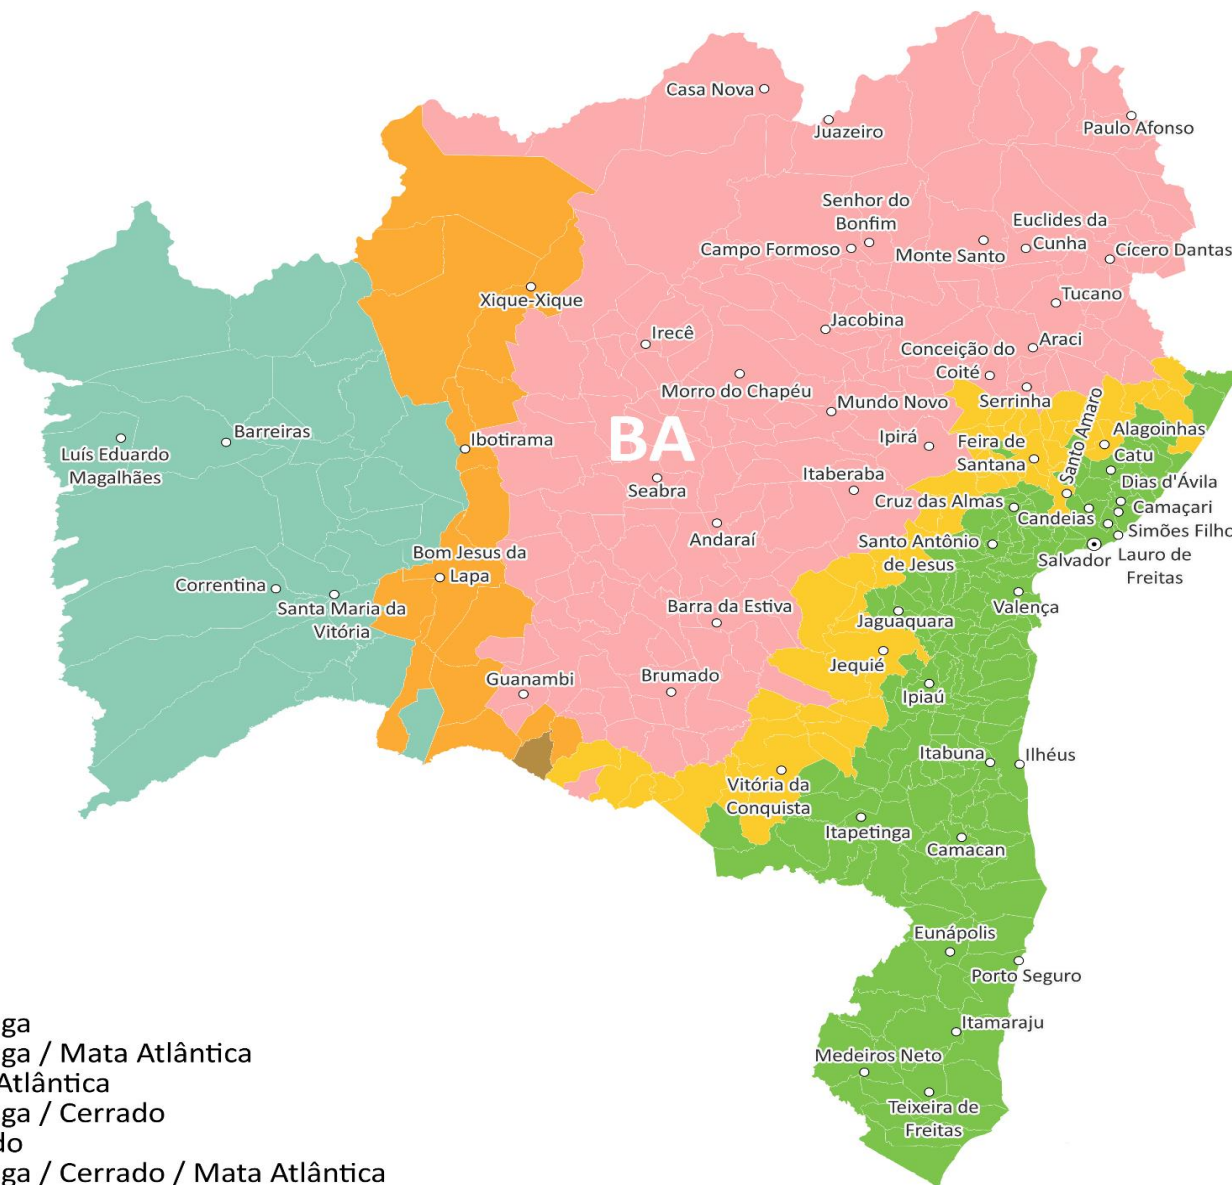 Casa Nova
Juazeiro
Paulo Afonso
Senhor do
Bonfim
Campo Formoso
Monte Santo
Euclides da
Cunha
Cícero Dantas
Xique-Xique
Tucano
Irecê
Jacobina
Araci
Conceição do
Coité
Morro do Chapéu
Mundo Novo
Serrinha
Santo Amaro
BA
Luís Eduardo
Magalhães
Barreiras
Ibotirama
Ipirá
Feira de
Santana
Alagoinhas
Catu
Seabra
Itaberaba
Dias d'Ávila
Cruz das Almas
Candeias
Camaçari
Simões Filho
Andaraí
Santo Antônio
de Jesus
Salvador
Lauro de
Freitas
Correntina
Bom Jesus da
Lapa
Santa Maria da
Vitória
Barra da Estiva
Jaguaquara
Valença
Guanambi
Brumado
Jequié
Ipiaú
Itabuna
Ilhéus
Vitória da
Conquista
Itapetinga
Camacan
Eunápolis
Porto Seguro
Itamaraju
Medeiros Neto
Teixeira de
Freitas
ga
ga / Mata Atlântica
Atlântica
ga / Cerrado
do
ga / Cerrado / Mata Atlântica